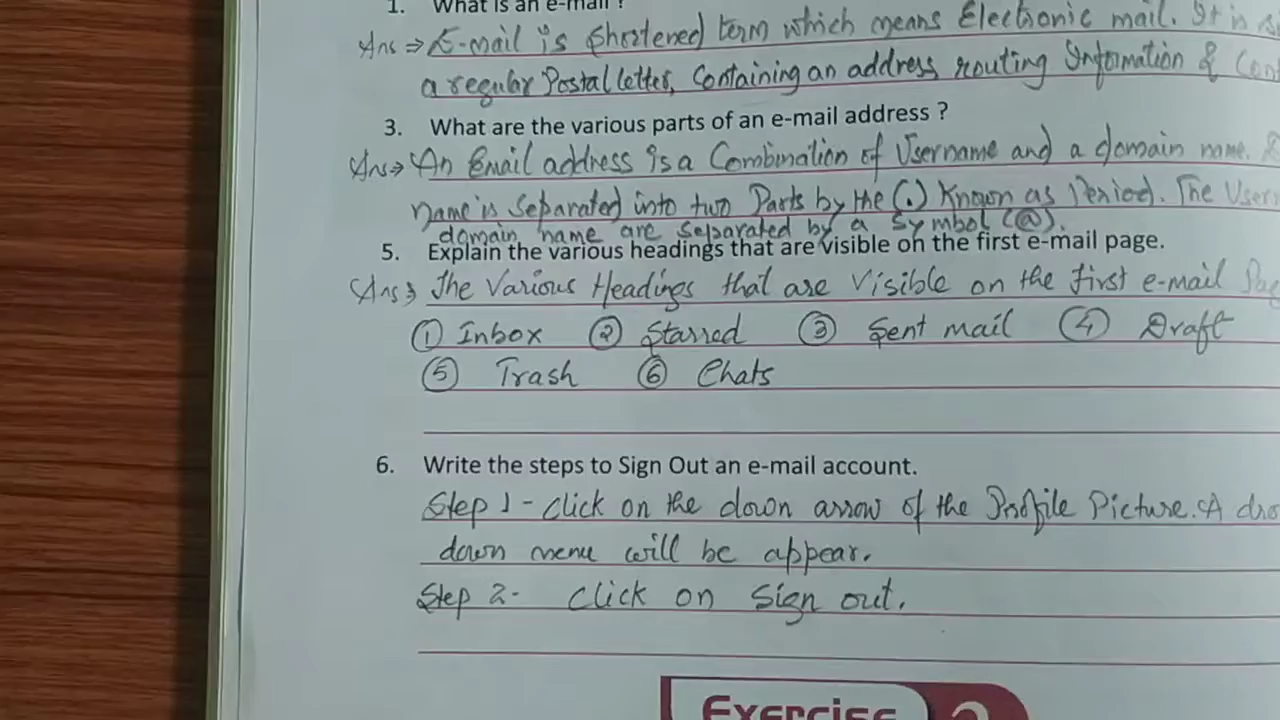 1. What is an e-mail ?
Ans ⇒ E-mail is shortened term which means Electronic mail. It is
a regular Postal letter, Containing an address, routing Information &
3. What are the various parts of an e-mail address ?
Ans → An Email address is a Combination of Username and a domain name.
name is Separated into two Parts by the (.) Known as Period. The
domain name are separated by a symbol (@).
5. Explain the various headings that are visible on the first e-mail page.
Ans → The Various Headings that are Visible on the first e-mail
① Inbox ② Starred ③ Sent mail ④ Draft
⑤ Trash ⑥ Chats
6. Write the steps to Sign Out an e-mail account.
Step 1 - Click on the down arrow of the Profile Picture. A
down menu will be appear.
Step 2 - Click on Sign out.
Exercise